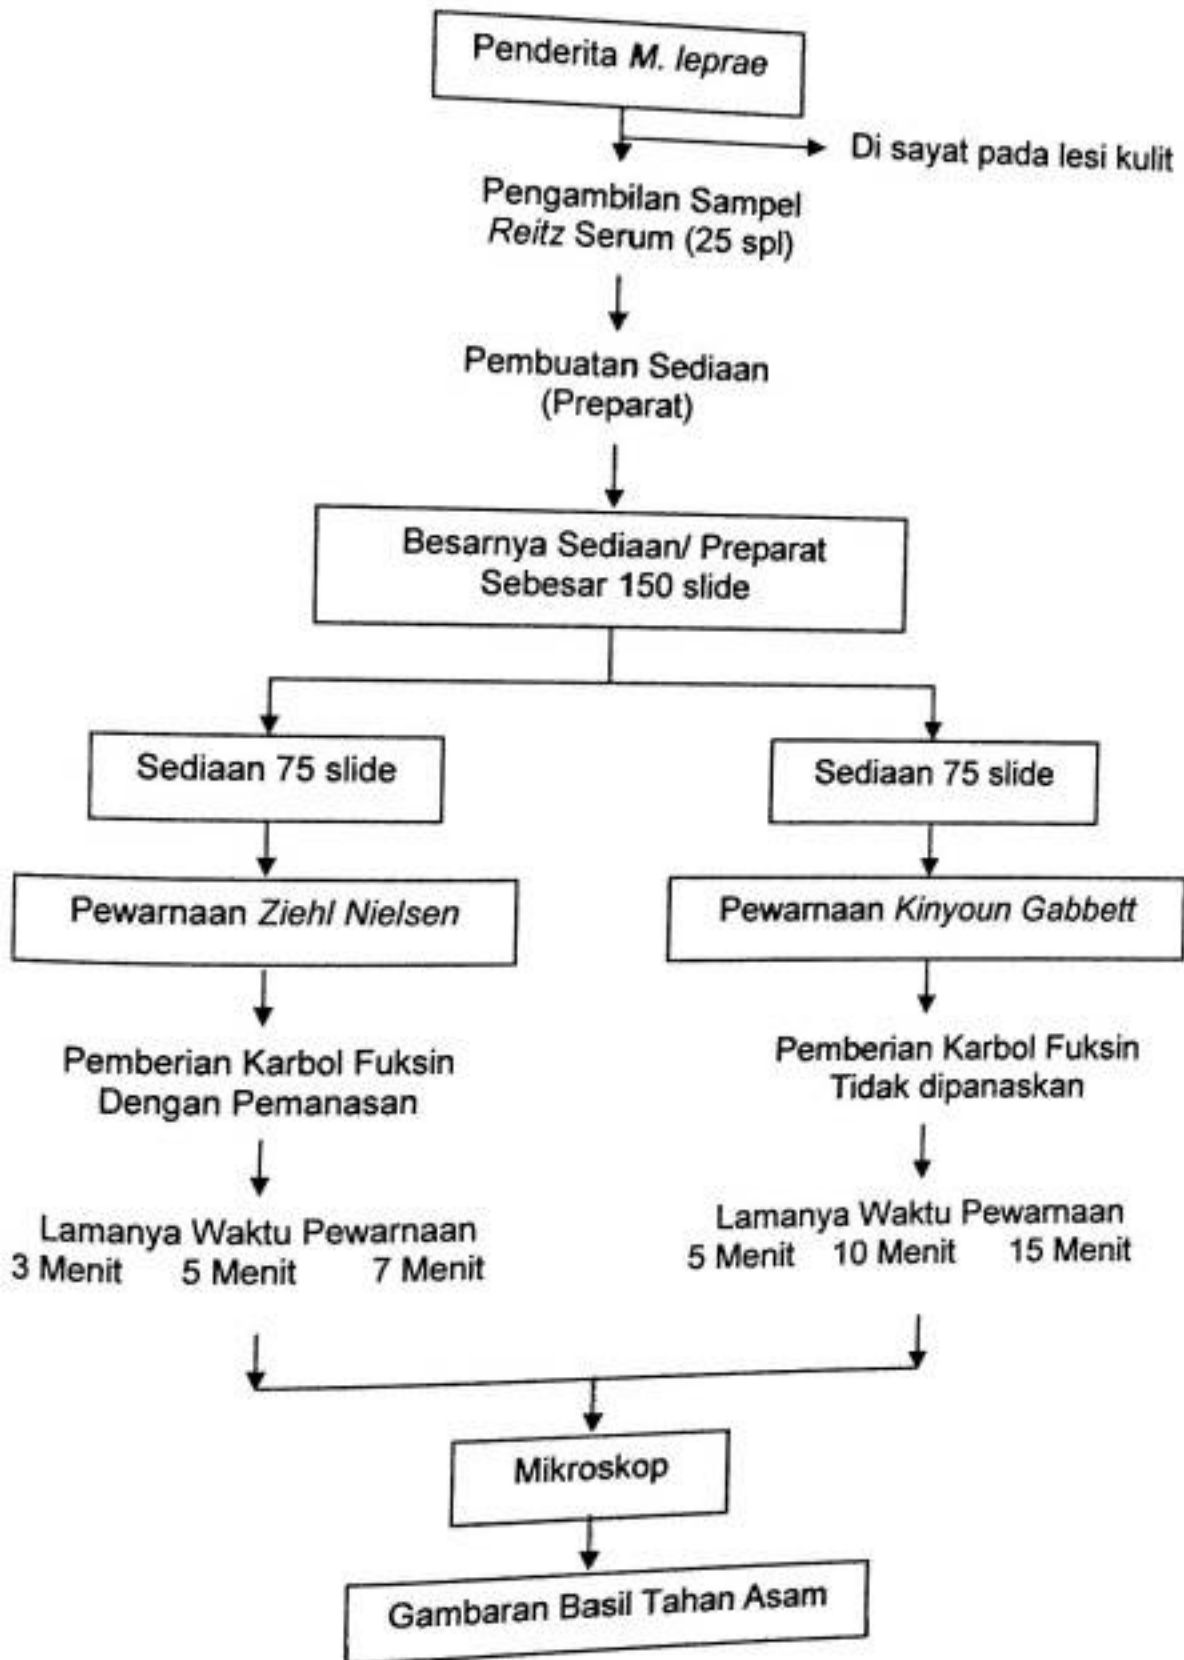 Penderita M. leprae
Di sayat pada lesi kulit
Pengambilan Sampel
Reitz Serum (25 spl)
Pembuatan Sediaan
(Preparat)
Besarnya Sediaan/ Preparat
Sebesar 150 slide
Sediaan 75 slide
Sediaan 75 slide
Pewarnaan Ziehl Nielsen
Pewarnaan Kinyoun Gabbett
Pemberian Karbol Fuksin
Dengan Pemanasan
Pemberian Karbol Fuksin
Tidak dipanaskan
Lamanya Waktu Pewarnaan
3 Menit 5 Menit 7 Menit
Lamanya Waktu Pewarnaan
5 Menit 10 Menit 15 Menit
Mikroskop
Gambaran Basil Tahan Asam